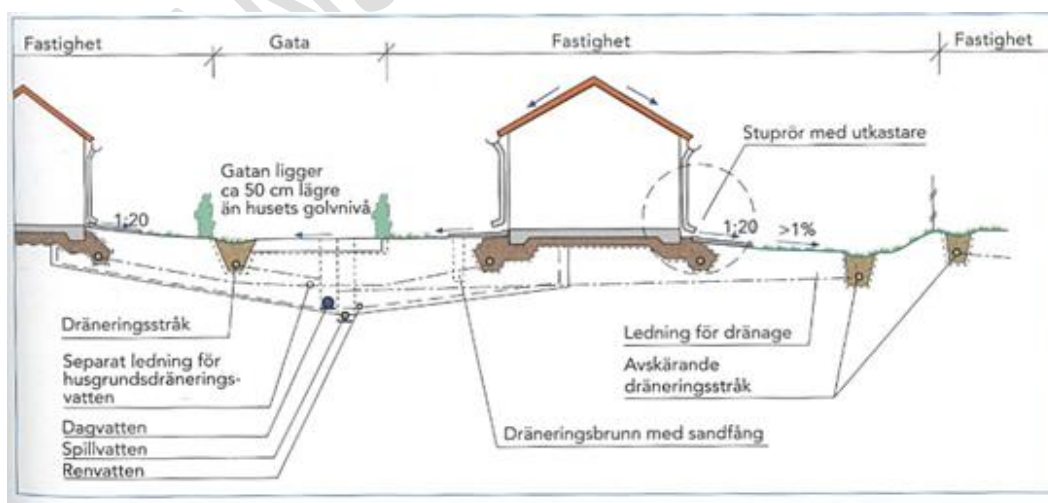 Fastighet
Gata
Fastighet
Fastighet
Stuprör med utkastare
Gatan ligger
ca 50 cm lägre
än husets golvnivå
1:20
1:20
>1%
Dräneringsstråk
Separat ledning för
husgrundsdränerings-
vatten
Dagvatten
Spillvatten
Renvatten
Dräneringsbrunn med sandfång
Ledning för dränage
Avskärande
dräneringsstråk